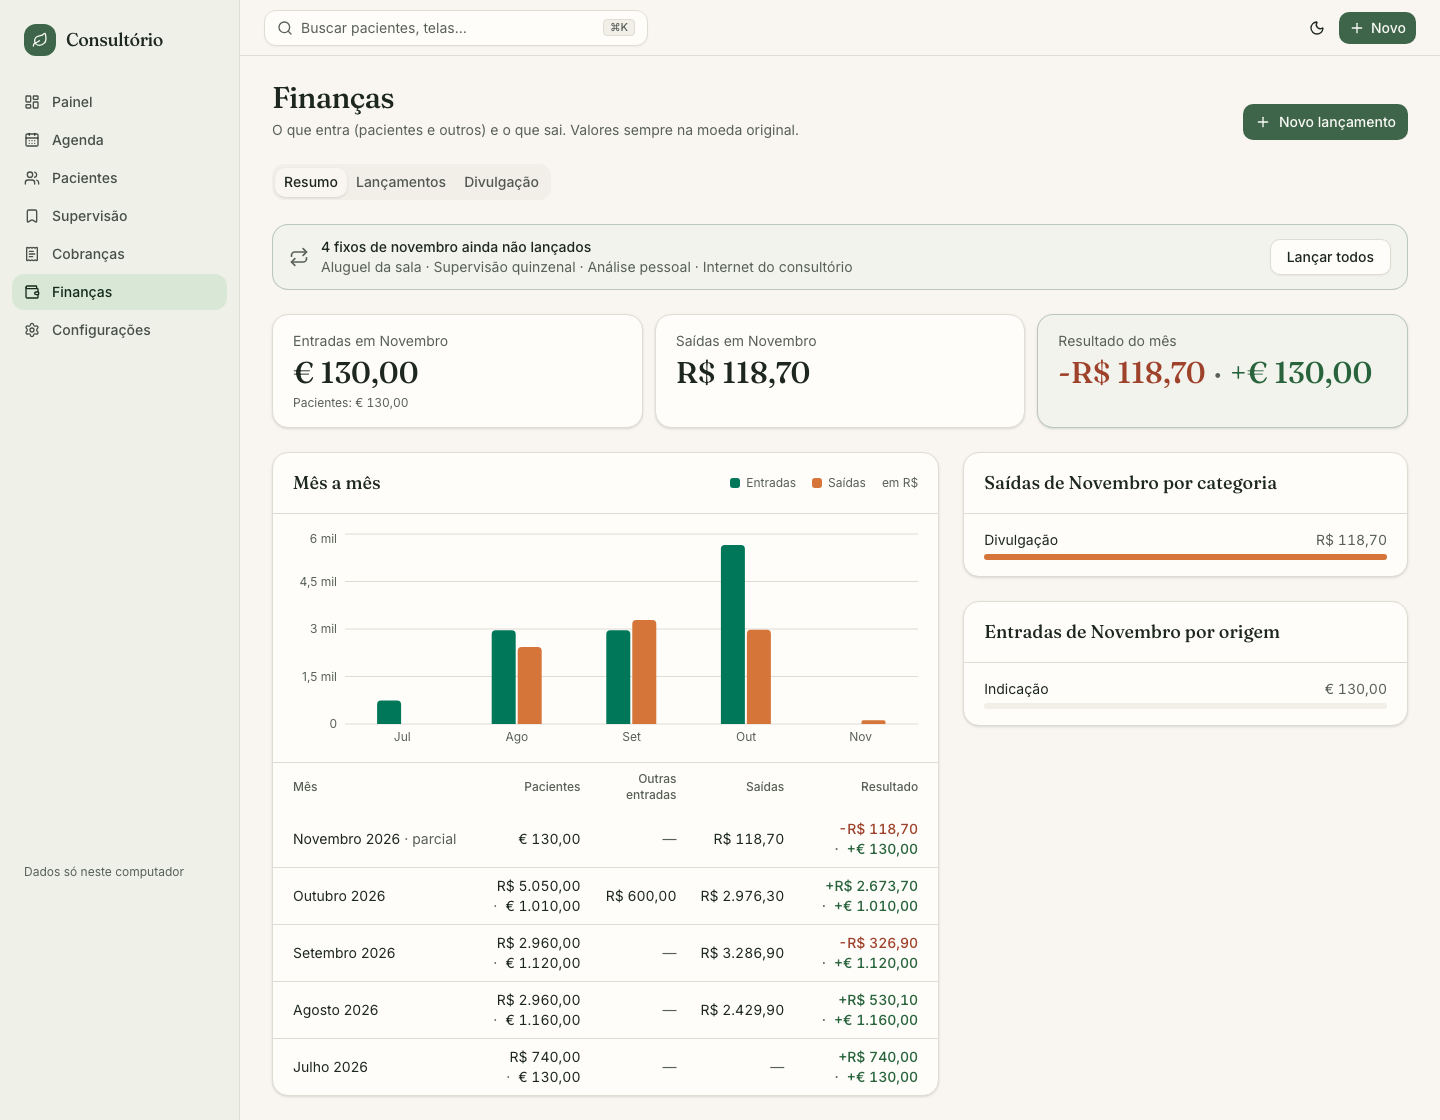 Consultório
Buscar pacientes, telas...
⌘K
Novo
Painel
Agenda
Pacientes
Supervisão
Cobranças
Finanças
Configurações
Dados só neste computador
Finanças
O que entra (pacientes e outros) e o que sai. Valores sempre na moeda original.
Novo lançamento
Resumo
Lançamentos
Divulgação
4 fixos de novembro ainda não lançados
Aluguel da sala · Supervisão quinzenal · Análise pessoal · Internet do consultório
Lançar todos
Entradas em Novembro
€ 130,00
Pacientes: € 130,00
Saídas em Novembro
R$ 118,70
Resultado do mês
-R$ 118,70 · +€ 130,00
Mês a mês
Entradas
Saídas
em R$
6 mil
4,5 mil
3 mil
1,5 mil
0
Jul
Ago
Set
Out
Nov
Mês
Pacientes
Outras
entradas
Saídas
Resultado
Novembro 2026 · parcial
€ 130,00
—
R$ 118,70
-R$ 118,70
· +€ 130,00
Outubro 2026
R$ 5.050,00
· € 1.010,00
R$ 600,00
R$ 2.976,30
+R$ 2.673,70
· +€ 1.010,00
Setembro 2026
R$ 2.960,00
· € 1.120,00
—
R$ 3.286,90
-R$ 326,90
· +€ 1.120,00
Agosto 2026
R$ 2.960,00
· € 1.160,00
—
R$ 2.429,90
+R$ 530,10
· +€ 1.160,00
Julho 2026
R$ 740,00
· € 130,00
—
—
+R$ 740,00
· +€ 130,00
Saídas de Novembro por categoria
Divulgação
R$ 118,70
Entradas de Novembro por origem
Indicação
€ 130,00